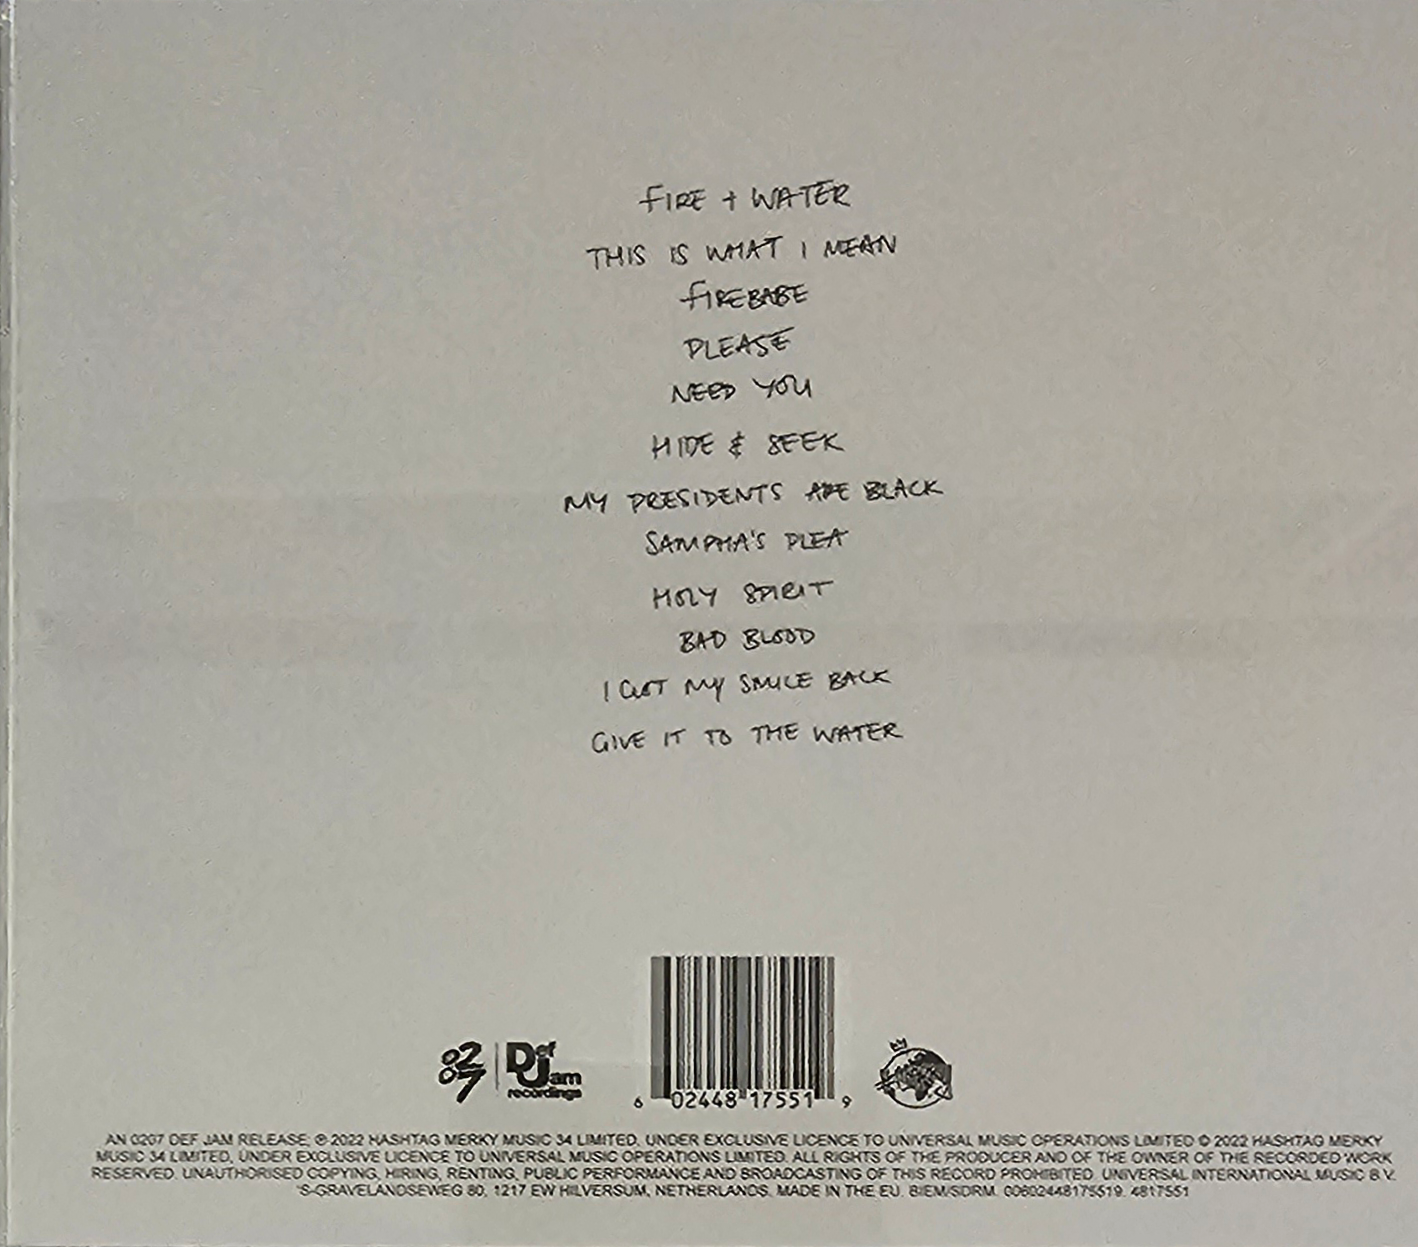 FIRE + WATER
THIS IS WHAT I MEAN
FIREBABE
PLEASE
NEED YOU
HIDE & SEEK
MY PRESIDENTS ARE BLACK
SAMPHA'S PLEA
HOLY SPIRIT
BAD BLOOD
I GOT MY SMILE BACK
GIVE IT TO THE WATER
02
07
Def
Jam
recordings
6 02448 17551 9
AN 0207 DEF JAM RELEASE; ℗ 2022 HASHTAG MERKY MUSIC 34 LIMITED, UNDER EXCLUSIVE LICENCE TO UNIVERSAL MUSIC OPERATIONS LIMITED © 2022 HASHTAG MERKY
MUSIC 34 LIMITED, UNDER EXCLUSIVE LICENCE TO UNIVERSAL MUSIC OPERATIONS LIMITED. ALL RIGHTS OF THE PRODUCER AND OF THE OWNER OF THE RECORDED WORK
RESERVED. UNAUTHORISED COPYING, HIRING, RENTING, PUBLIC PERFORMANCE AND BROADCASTING OF THIS RECORD PROHIBITED. UNIVERSAL INTERNATIONAL MUSIC B.V.
'S-GRAVELANDSEWEG 80, 1217 EW HILVERSUM, NETHERLANDS. MADE IN THE EU. BIEM/SDRM. 00602448175519. 4817551